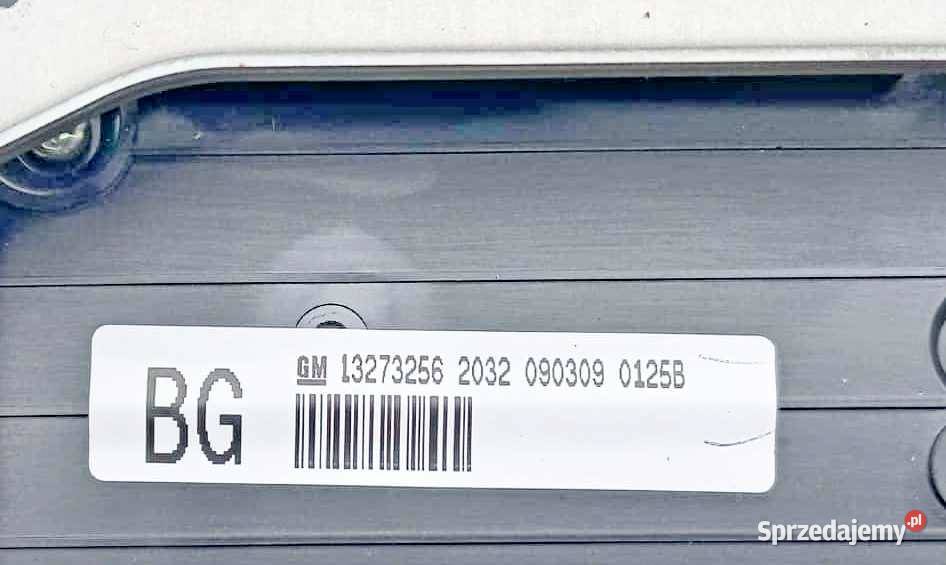 BG
GM 13273256 2032 090309 0125B
Sprzedajemy.pl